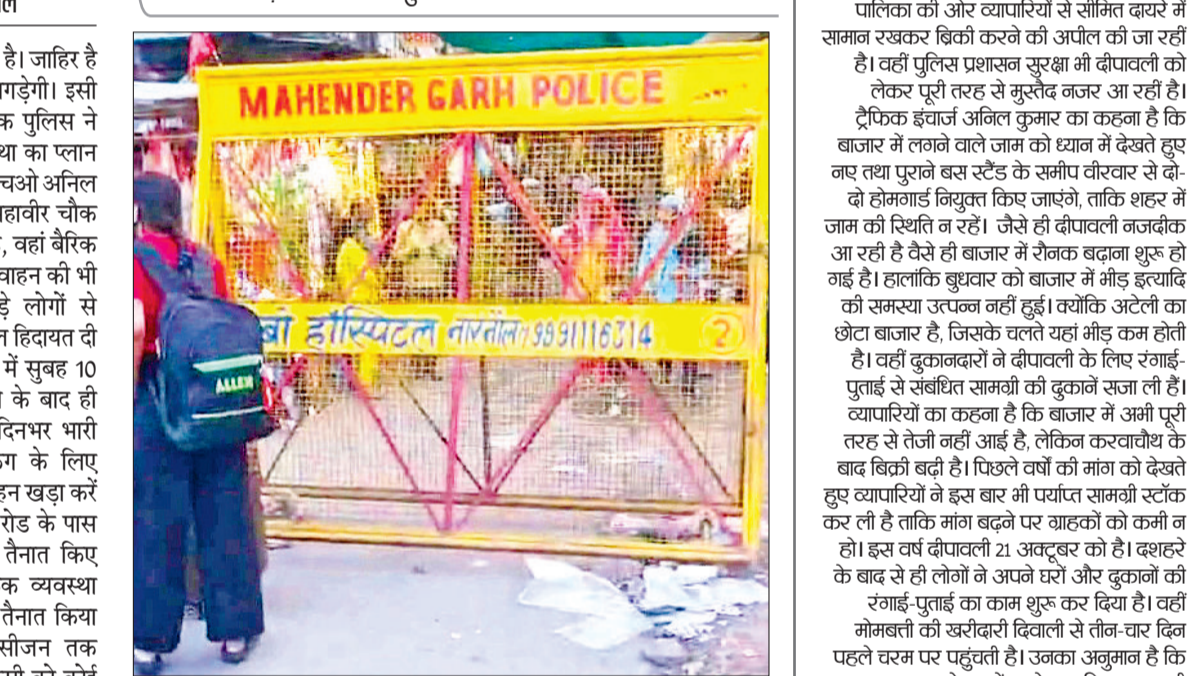 है। जाहिर है
गड़ेगी। इसी
क पुलिस ने
था का प्लान
चओ अनिल
हावीर चौक
, वहां बैरिक
वाहन की भी
ड़े लोगों से
हिदायत दी
में सुबह 10
के बाद ही
दिनभर भारी
ग के लिए
हन खड़ा करें
रोड के पास
तैनात किए
क व्यवस्था
तैनात किया
सीजन तक
MAHENDER GARH POLICE
हॉस्पिटल नारनौल 9991116314 2
ALLEN
पालिका की ओर व्यापारियों से सीमित दायरे में
सामान रखकर ब्रिकी करने की अपील की जा रहीं
है। वहीं पुलिस प्रशासन सुरक्षा भी दीपावली को
लेकर पूरी तरह से मुस्तैद नजर आ रहीं है।
ट्रैफिक इंचार्ज अनिल कुमार का कहना है कि
बाजार में लगने वाले जाम को ध्यान में देखते हुए
नए तथा पुराने बस स्टैंड के समीप वीरवार से दो-
दो होमगार्ड नियुक्त किए जाएंगे, ताकि शहर में
जाम की स्थिति न रहें। जैसे ही दीपावली नजदीक
आ रही है वैसे ही बाजार में रौनक बढ़ाना शुरू हो
गई है। हालांकि बुधवार को बाजार में भीड़ इत्यादि
की समस्या उत्पन्न नहीं हुई। क्योंकि अटेली का
छोटा बाजार है, जिसके चलते यहां भीड़ कम होती
है। वहीं दुकानदारों ने दीपावली के लिए रंगाई-
पुताई से संबंधित सामग्री की दुकानें सजा ली हैं।
व्यापारियों का कहना है कि बाजार में अभी पूरी
तरह से तेजी नहीं आई है, लेकिन करवाचौथ के
बाद बिक्री बढ़ी है। पिछले वर्षों की मांग को देखते
हुए व्यापारियों ने इस बार भी पर्याप्त सामग्री स्टॉक
कर ली है ताकि मांग बढ़ने पर ग्राहकों को कमी न
हो। इस वर्ष दीपावली 21 अक्टूबर को है। दशहरे
के बाद से ही लोगों ने अपने घरों और दुकानों की
रंगाई-पुताई का काम शुरू कर दिया है। वहीं
मोमबत्ती की खरीदारी दिवाली से तीन-चार दिन
पहले चरम पर पहुंचती है। उनका अनुमान है कि